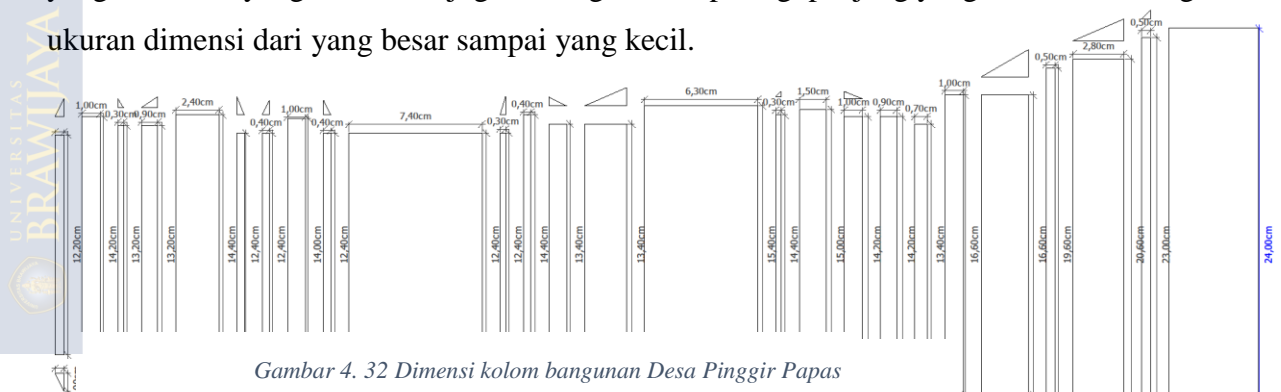 ukuran dimensi dari yang besar sampai yang kecil.
UNIVERSITAS
BRAWIJAYA
0,50cm
2,80cm
0,50cm
1,00cm
6,30cm
0,30cm
1,50cm
1,00cm
0,90cm
0,70cm
1,00cm
0,30cm
0,90cm
2,40cm
0,40cm
1,00cm
0,40cm
7,40cm
0,30cm
0,40cm
12,20cm
14,20cm
13,20cm
13,20cm
14,40cm
12,40cm
12,40cm
14,00cm
12,40cm
12,40cm
12,40cm
14,40cm
13,40cm
13,40cm
15,40cm
14,40cm
15,00cm
14,20cm
14,20cm
13,40cm
16,60cm
16,60cm
19,60cm
20,60cm
23,00cm
24,00cm
Gambar 4. 32 Dimensi kolom bangunan Desa Pinggir Papas